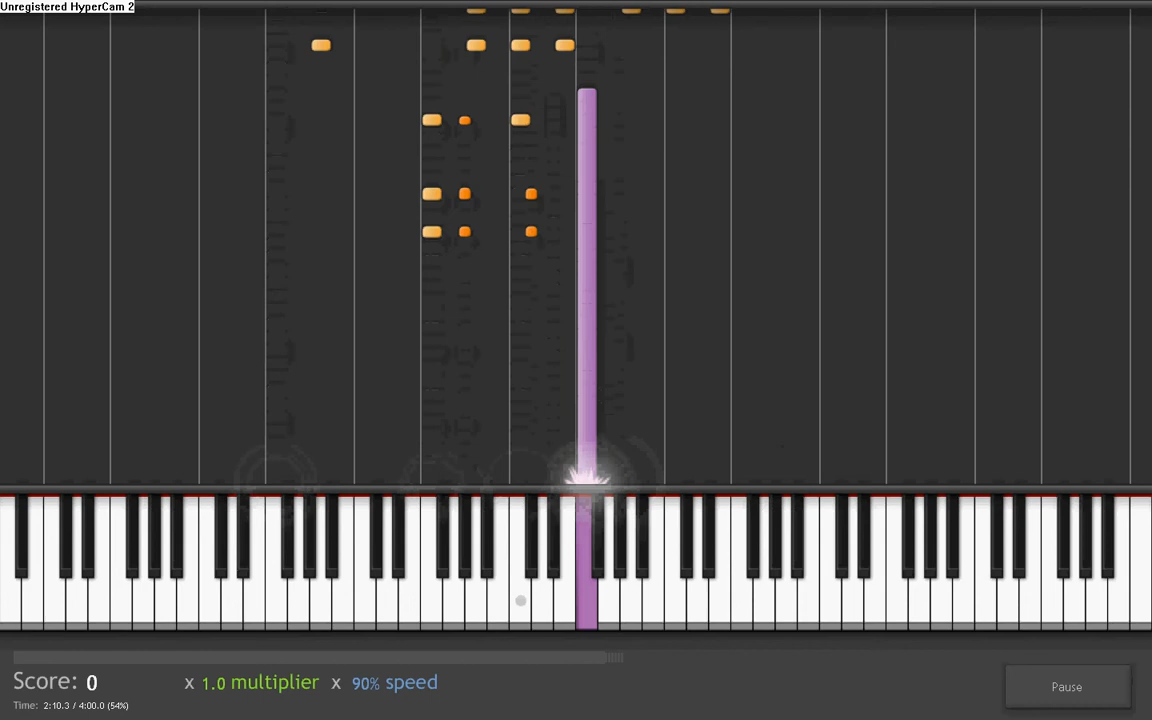 Unregistered HyperCam 2
Score: 0 x 1.0 multiplier x 90% speed
Pause
Time: 2:10.3 / 4:00.0 (54%)